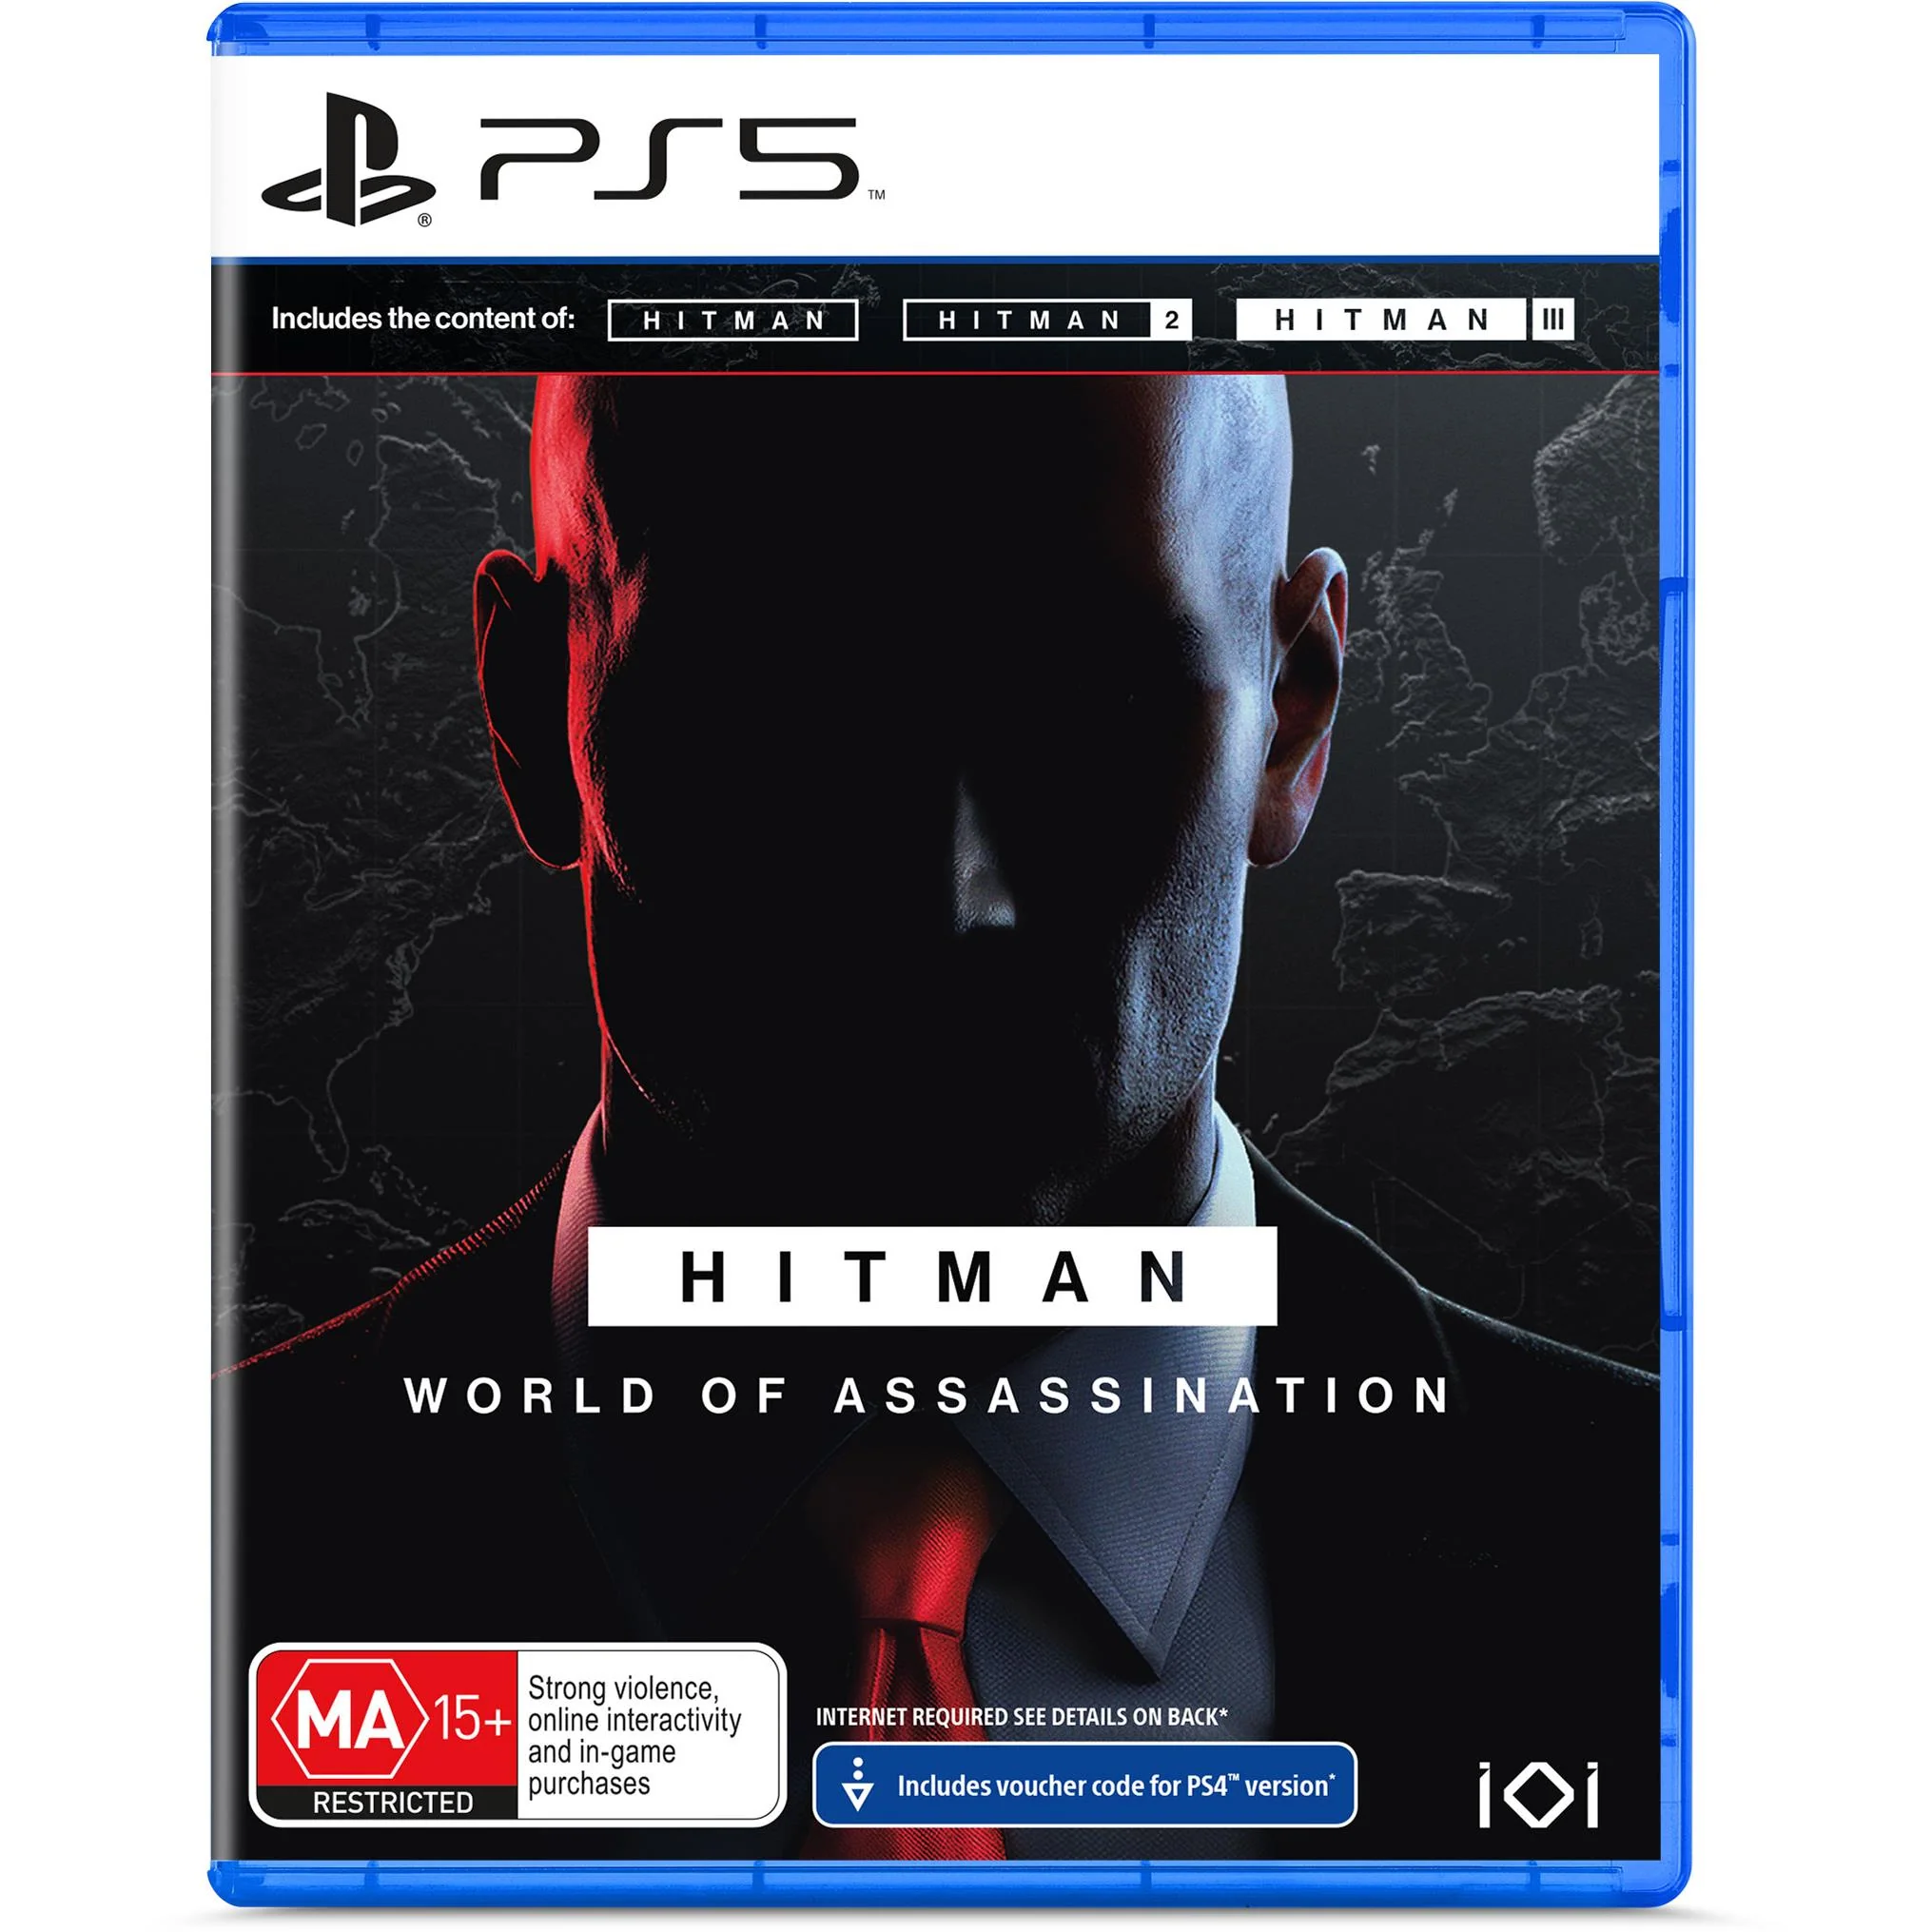 PS5™
Includes the content of: HITMAN HITMAN 2 HITMAN III
HITMAN
WORLD OF ASSASSINATION
MA 15+
RESTRICTED
Strong violence,
online interactivity
and in-game
purchases
INTERNET REQUIRED SEE DETAILS ON BACK*
Includes voucher code for PS4™ version*
IOI